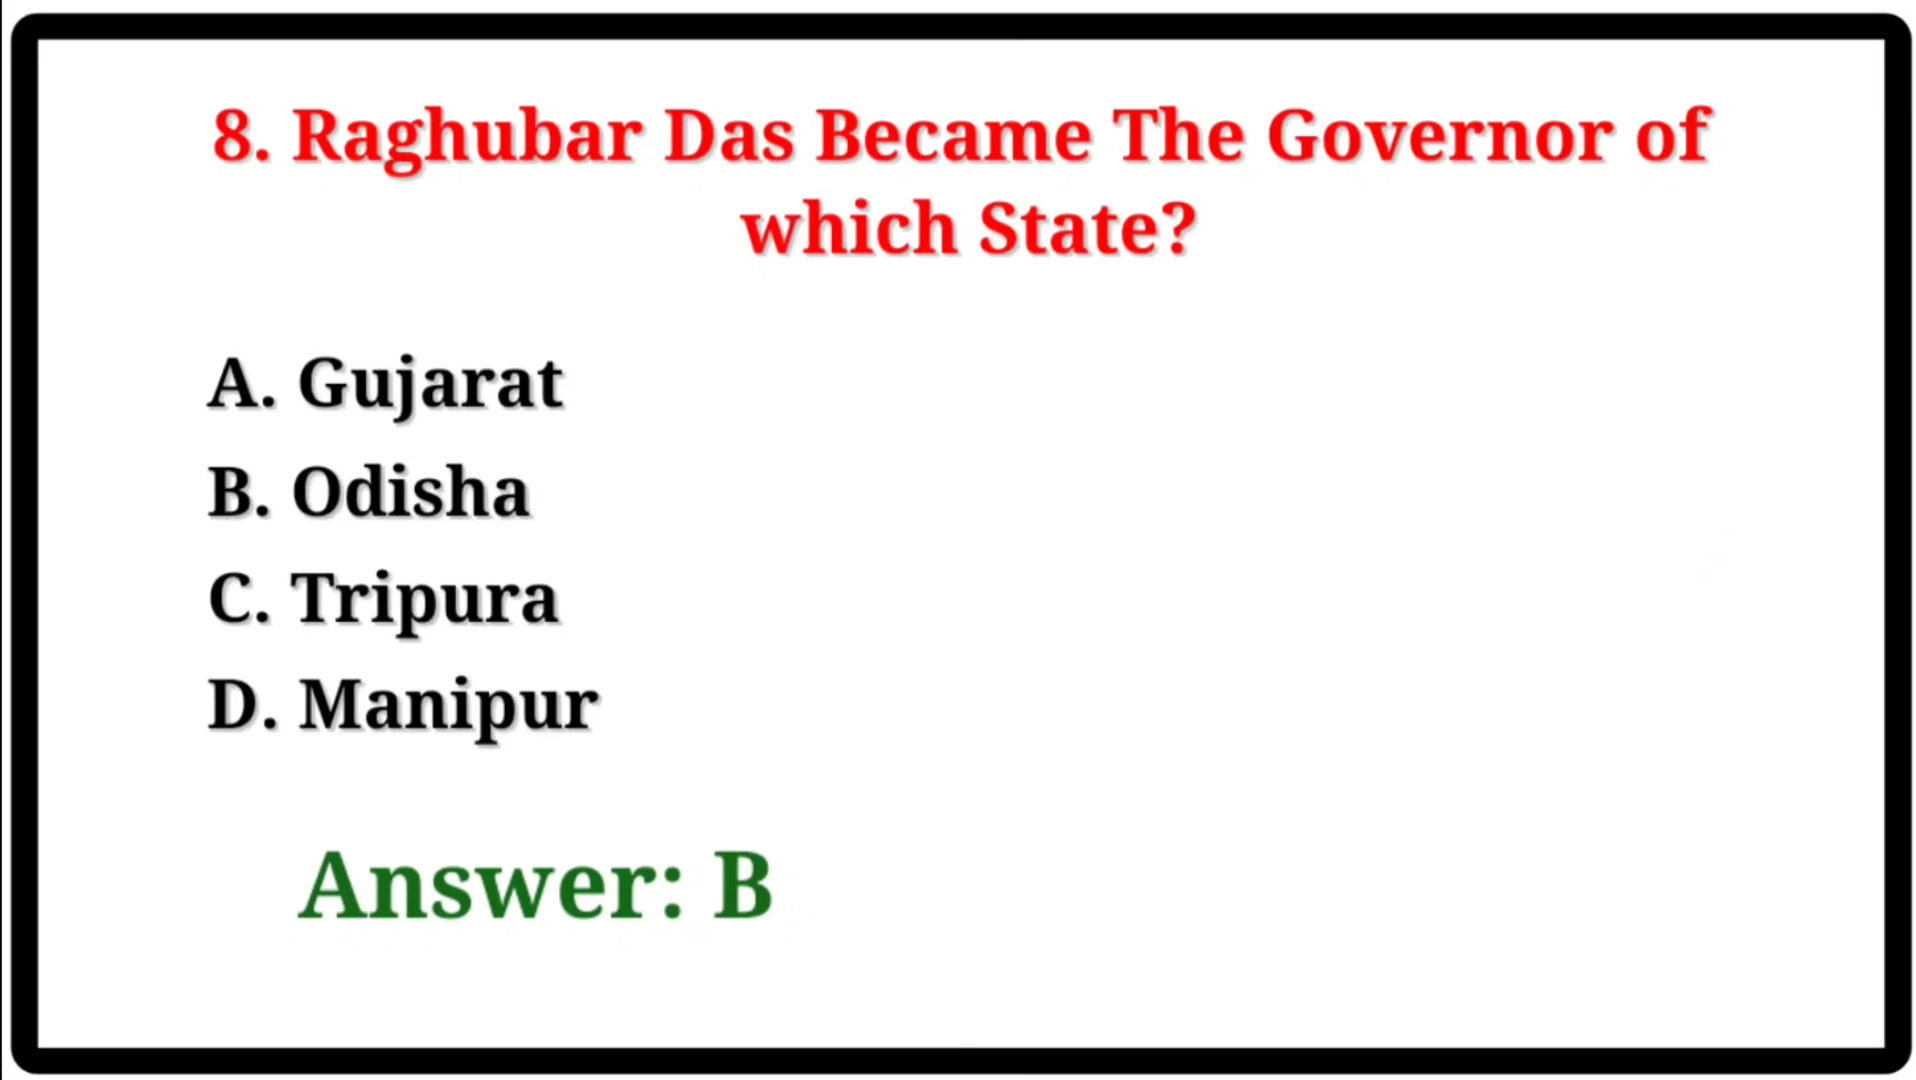 8. Raghubar Das Became The Governor of
which State?
A. Gujarat
B. Odisha
C. Tripura
D. Manipur
Answer: B